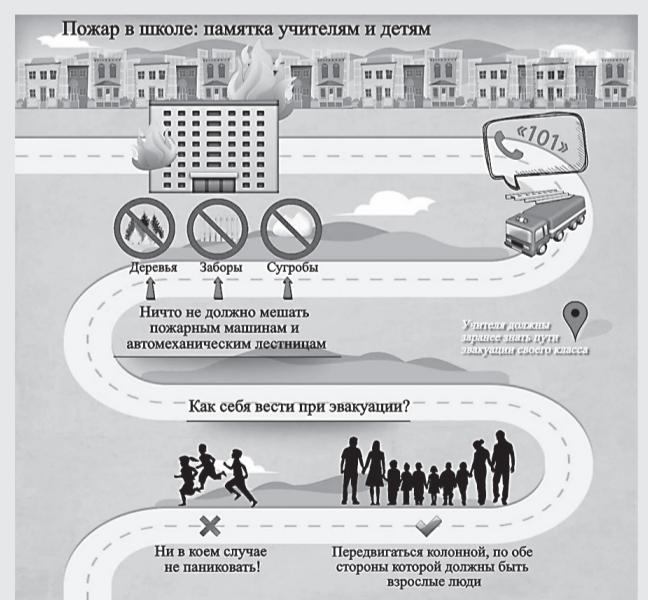 Пожар в школе: памятка учителям и детям
«101»
Деревья Заборы Сугробы
Ничто не должно мешать
пожарным машинам и
автомеханическим лестницам
Учителя должны
заранее знать пути
эвакуации своего класса
Как себя вести при эвакуации?
Ни в коем случае
не паниковать!
Передвигаться колонной, по обе
стороны которой должны быть
взрослые люди